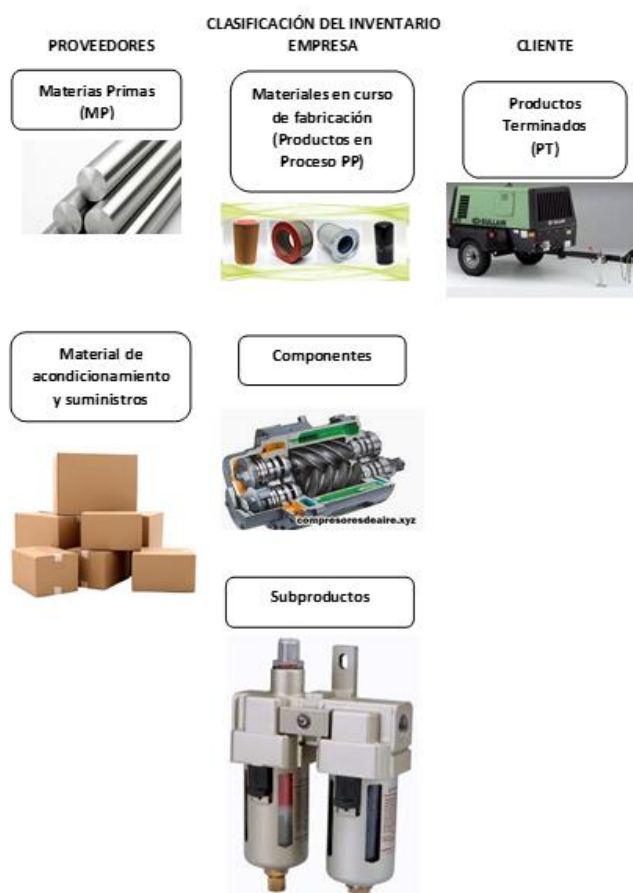 CLASIFICACIÓN DEL INVENTARIO
PROVEEDORES
EMPRESA
CLIENTE
Materias Primas
(MP)
Materiales en curso
de fabricación
(Productos en
Proceso PP)
Productos
Terminados
(PT)
SULLAIR
Material de
acondicionamiento
y suministros
Componentes
compresoresdeaire.xyz
Subproductos